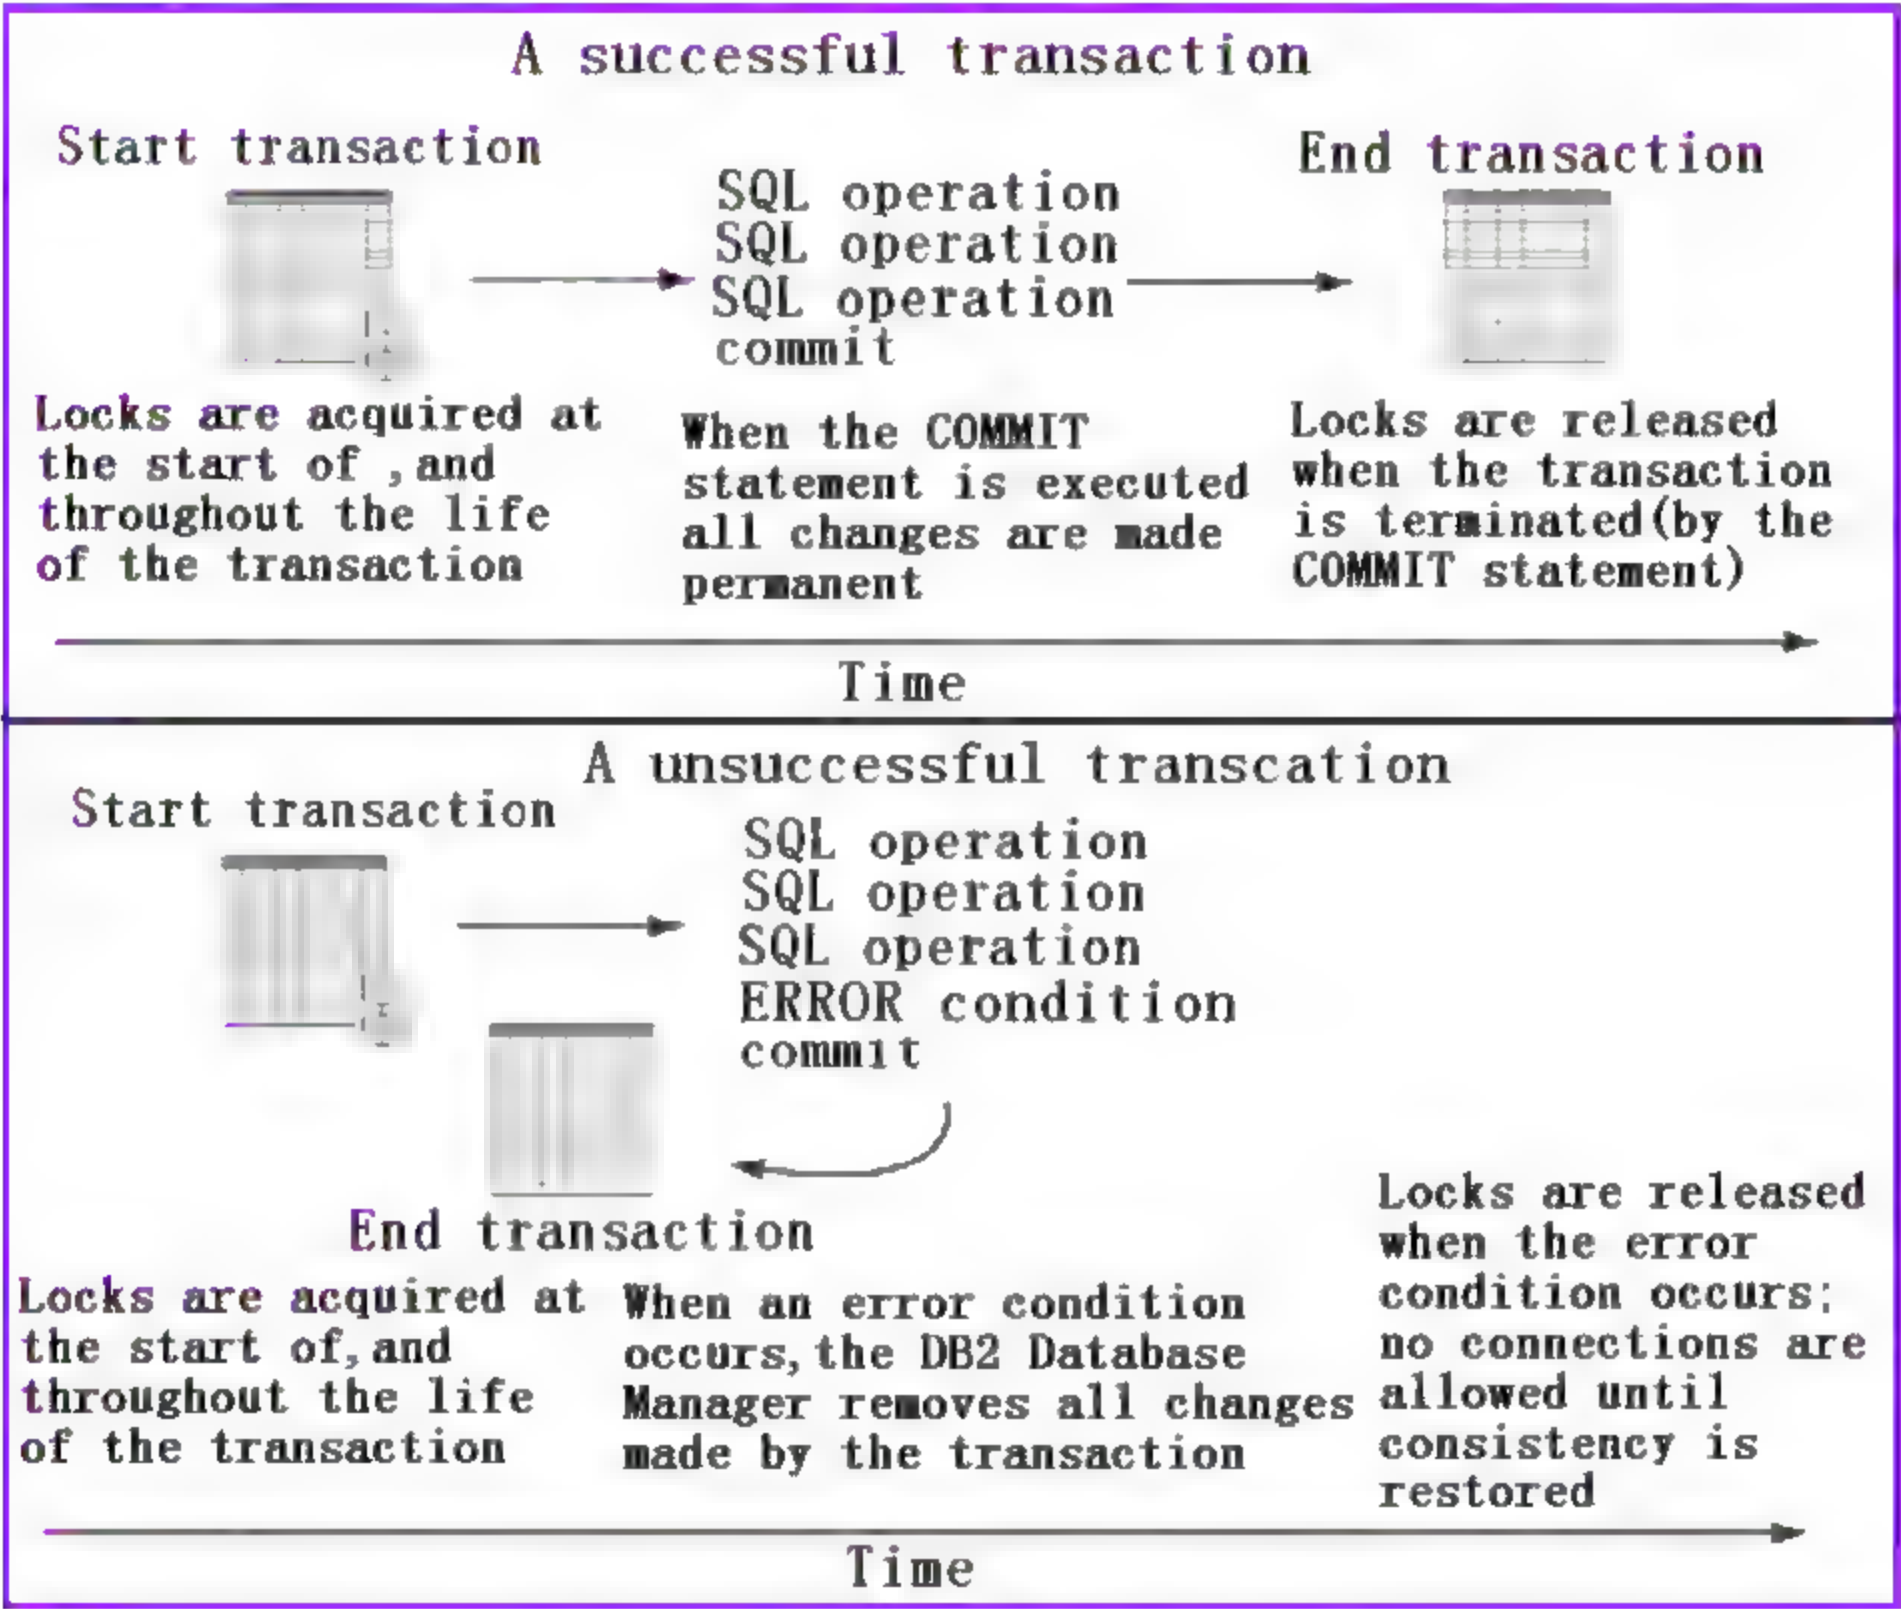 A successful transaction
Start transaction
SQL operation
SQL operation
SQL operation
commit
End transaction
Locks are acquired at
the start of ,and
throughout the life
of the transaction
When the COMMIT
statement is executed
all changes are made
permanent
Locks are released
when the transaction
is terminated(by the
COMMIT statement)
Time
A unsuccessful transcation
Start transaction
SQL operation
SQL operation
SQL operation
ERROR condition
commit
End transaction
Locks are acquired at
the start of,and
throughout the life
of the transaction
When an error condition
occurs,the DB2 Database
Manager removes all changes
made by the transaction
Locks are released
when the error
condition occurs;
no connections are
allowed until
consistency is
restored
Time